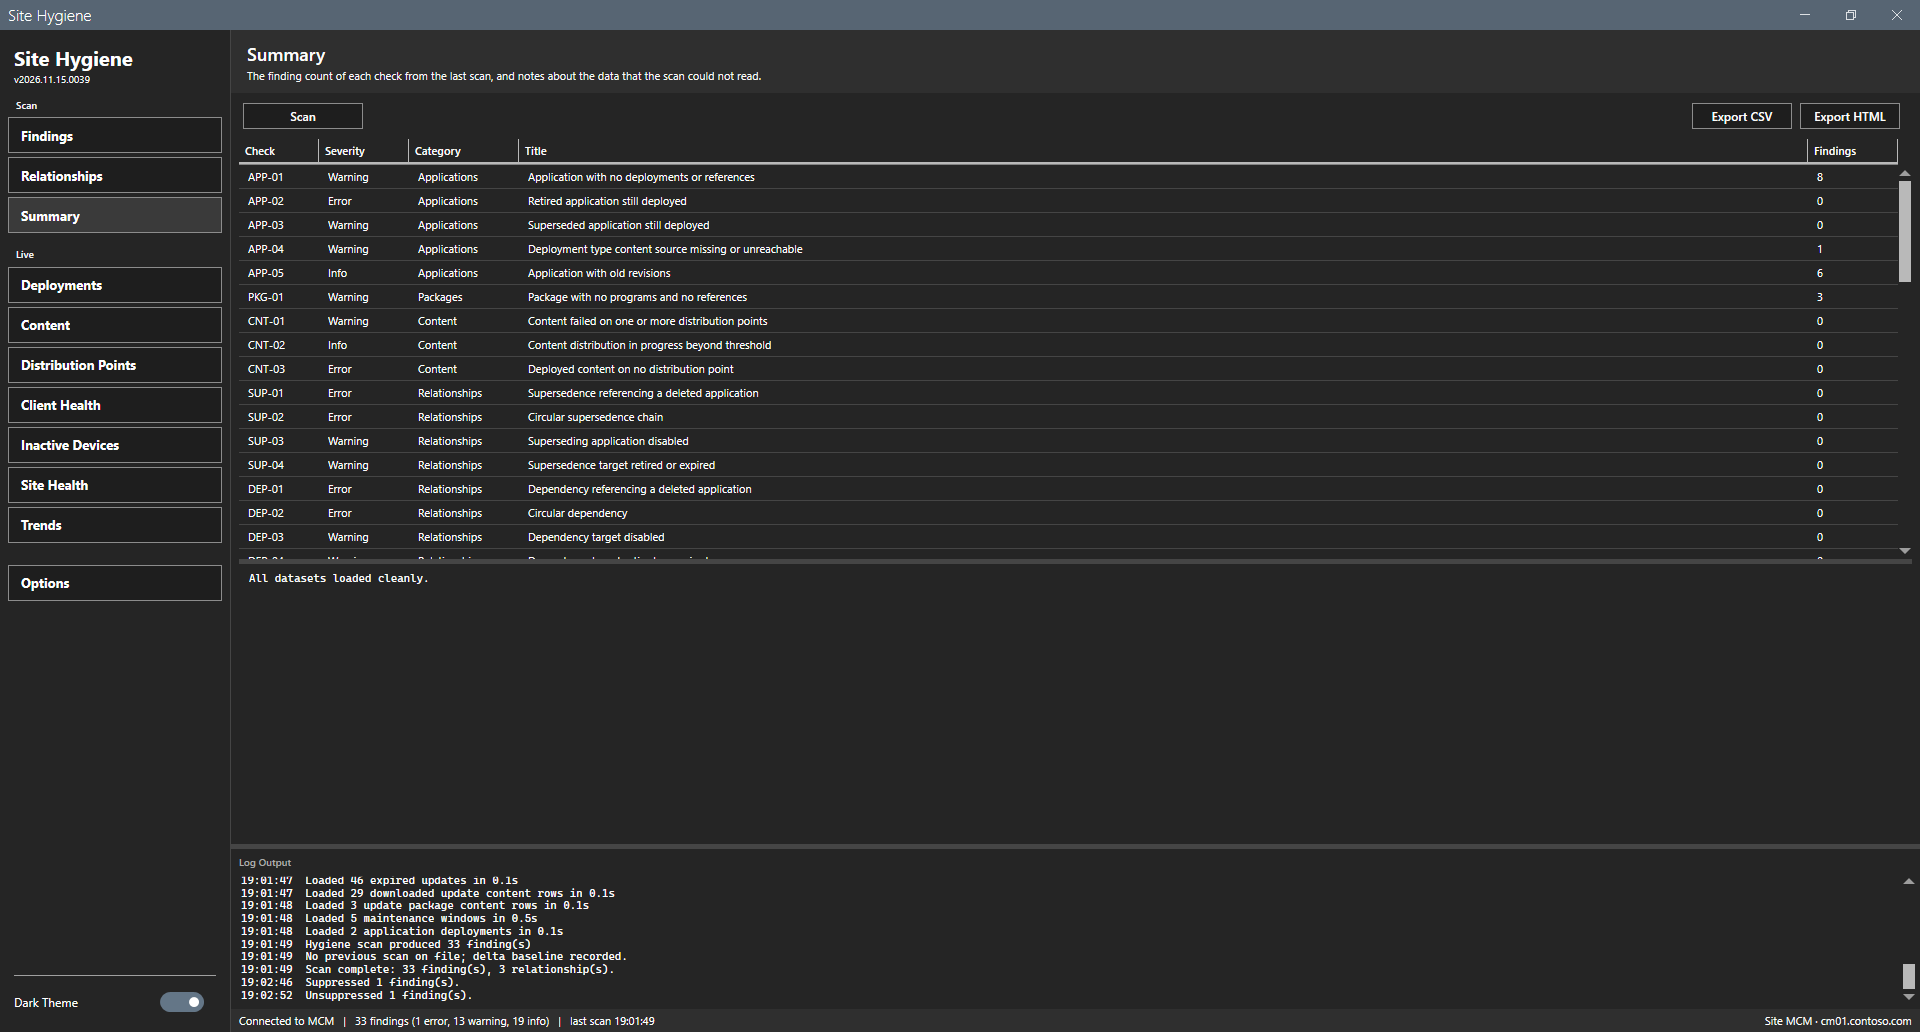 Site Hygiene
Site Hygiene
v2026.11.15.0039
Scan
Findings
Relationships
Summary
Live
Deployments
Content
Distribution Points
Client Health
Inactive Devices
Site Health
Trends
Options
Dark Theme
Summary
The finding count of each check from the last scan, and notes about the data that the scan could not read.
Scan
Export CSV Export HTML
Check Severity Category Title Findings
APP-01 Warning Applications Application with no deployments or references 8
APP-02 Error Applications Retired application still deployed 0
APP-03 Warning Applications Superseded application still deployed 0
APP-04 Warning Applications Deployment type content source missing or unreachable 1
APP-05 Info Applications Application with old revisions 6
PKG-01 Warning Packages Package with no programs and no references 3
CNT-01 Warning Content Content failed on one or more distribution points 0
CNT-02 Info Content Content distribution in progress beyond threshold 0
CNT-03 Error Content Deployed content on no distribution point 0
SUP-01 Error Relationships Supersedence referencing a deleted application 0
SUP-02 Error Relationships Circular supersedence chain 0
SUP-03 Warning Relationships Superseding application disabled 0
SUP-04 Warning Relationships Supersedence target retired or expired 0
DEP-01 Error Relationships Dependency referencing a deleted application 0
DEP-02 Error Relationships Circular dependency 0
DEP-03 Warning Relationships Dependency target disabled 0
All datasets loaded cleanly.
Log Output
19:01:47 Loaded 46 expired updates in 0.1s
19:01:47 Loaded 29 downloaded update content rows in 0.1s
19:01:48 Loaded 3 update package content rows in 0.1s
19:01:48 Loaded 5 maintenance windows in 0.5s
19:01:48 Loaded 2 application deployments in 0.1s
19:01:49 Hygiene scan produced 33 finding(s)
19:01:49 No previous scan on file; delta baseline recorded.
19:01:49 Scan complete: 33 finding(s), 3 relationship(s).
19:02:46 Suppressed 1 finding(s).
19:02:52 Unsuppressed 1 finding(s).
Connected to MCM | 33 findings (1 error, 13 warning, 19 info) | last scan 19:01:49
Site MCM · cm01.contoso.com